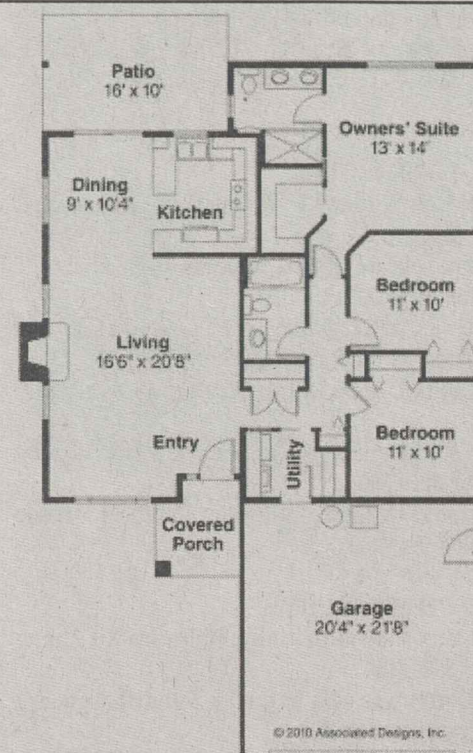 Patio
16' x 10'
Owners' Suite
13' x 14'
Dining
9' x 10'4"
Kitchen
Bedroom
11' x 10'
Living
16'6" x 20'8"
Bedroom
11' x 10'
Entry
Utility
Covered
Porch
Garage
20'4" x 21'8"
© 2010 Associated Designs, Inc.